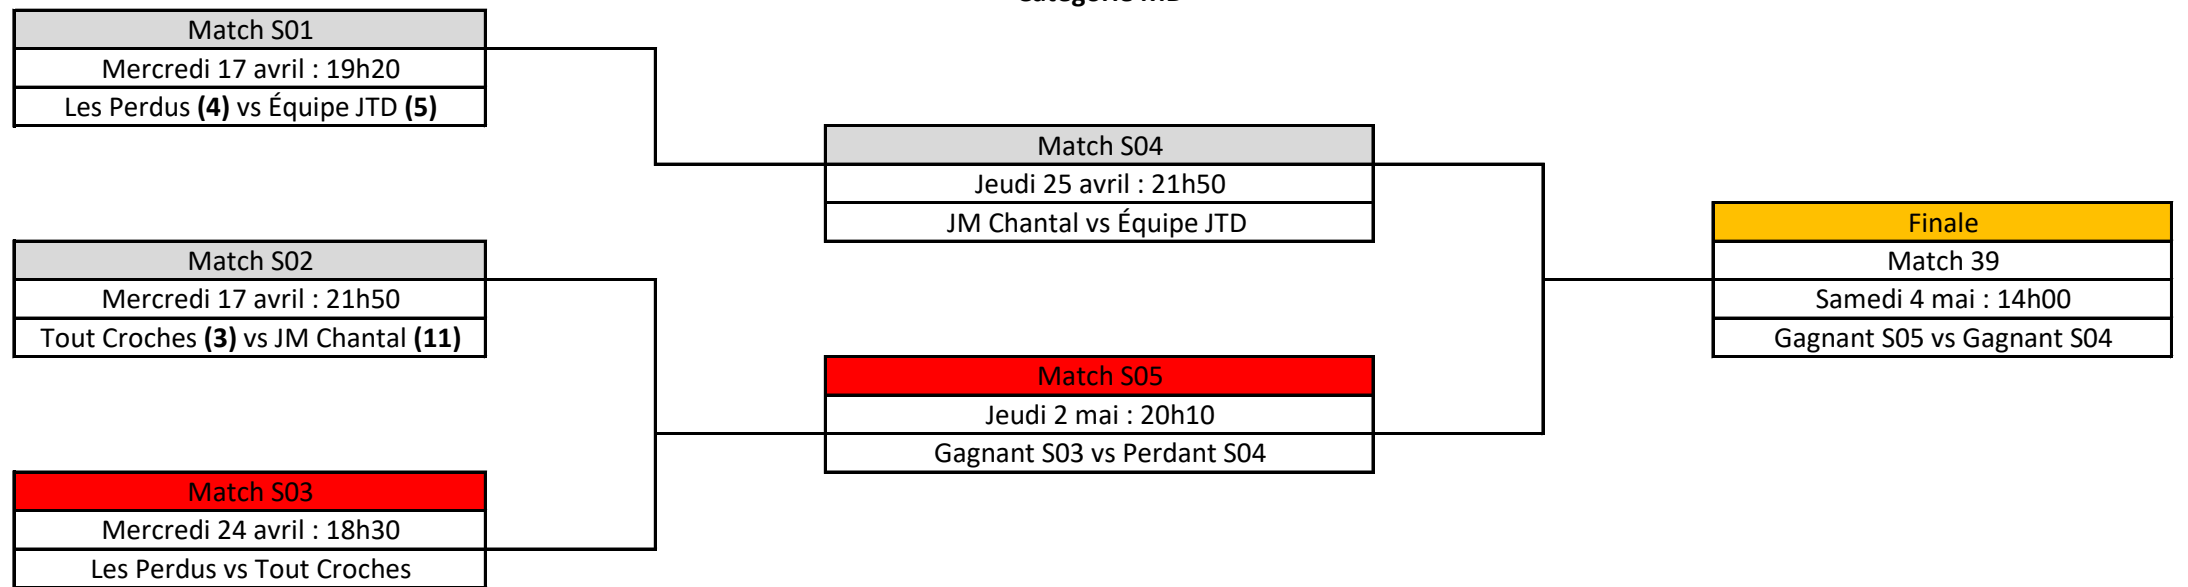 Match S01
Mercredi 17 avril : 19h20
Les Perdus (4) vs Équipe JTD (5)
Match S02
Mercredi 17 avril : 21h50
Tout Croches (3) vs JM Chantal (11)
Match S03
Mercredi 24 avril : 18h30
Les Perdus vs Tout Croches
Match S04
Jeudi 25 avril : 21h50
JM Chantal vs Équipe JTD
Match S05
Jeudi 2 mai : 20h10
Gagnant S03 vs Perdant S04
Finale
Match 39
Samedi 4 mai : 14h00
Gagnant S05 vs Gagnant S04